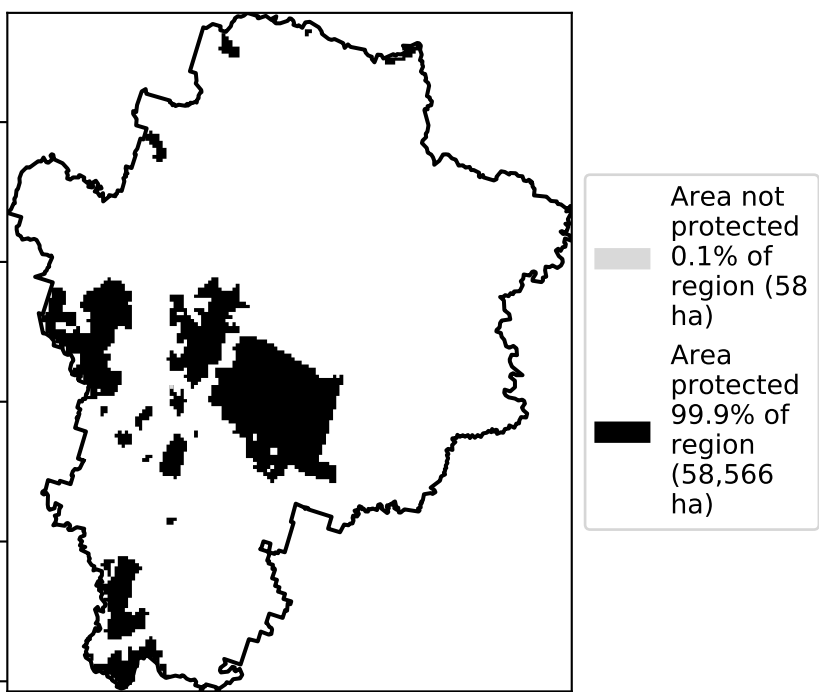 Area not
protected
0.1% of
region (58
ha)
Area
protected
99.9% of
region
(58,566
ha)